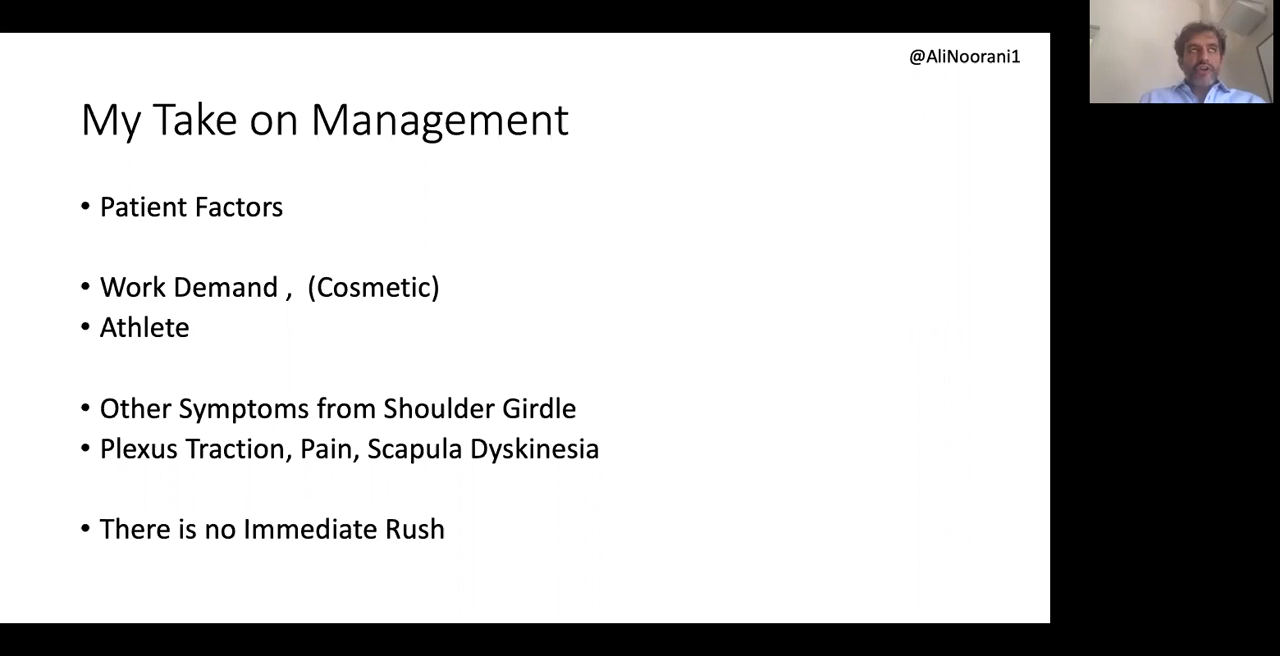 @AliNoorani1
My Take on Management
• Patient Factors
• Work Demand , (Cosmetic)
• Athlete
• Other Symptoms from Shoulder Girdle
• Plexus Traction, Pain, Scapula Dyskinesia
• There is no Immediate Rush